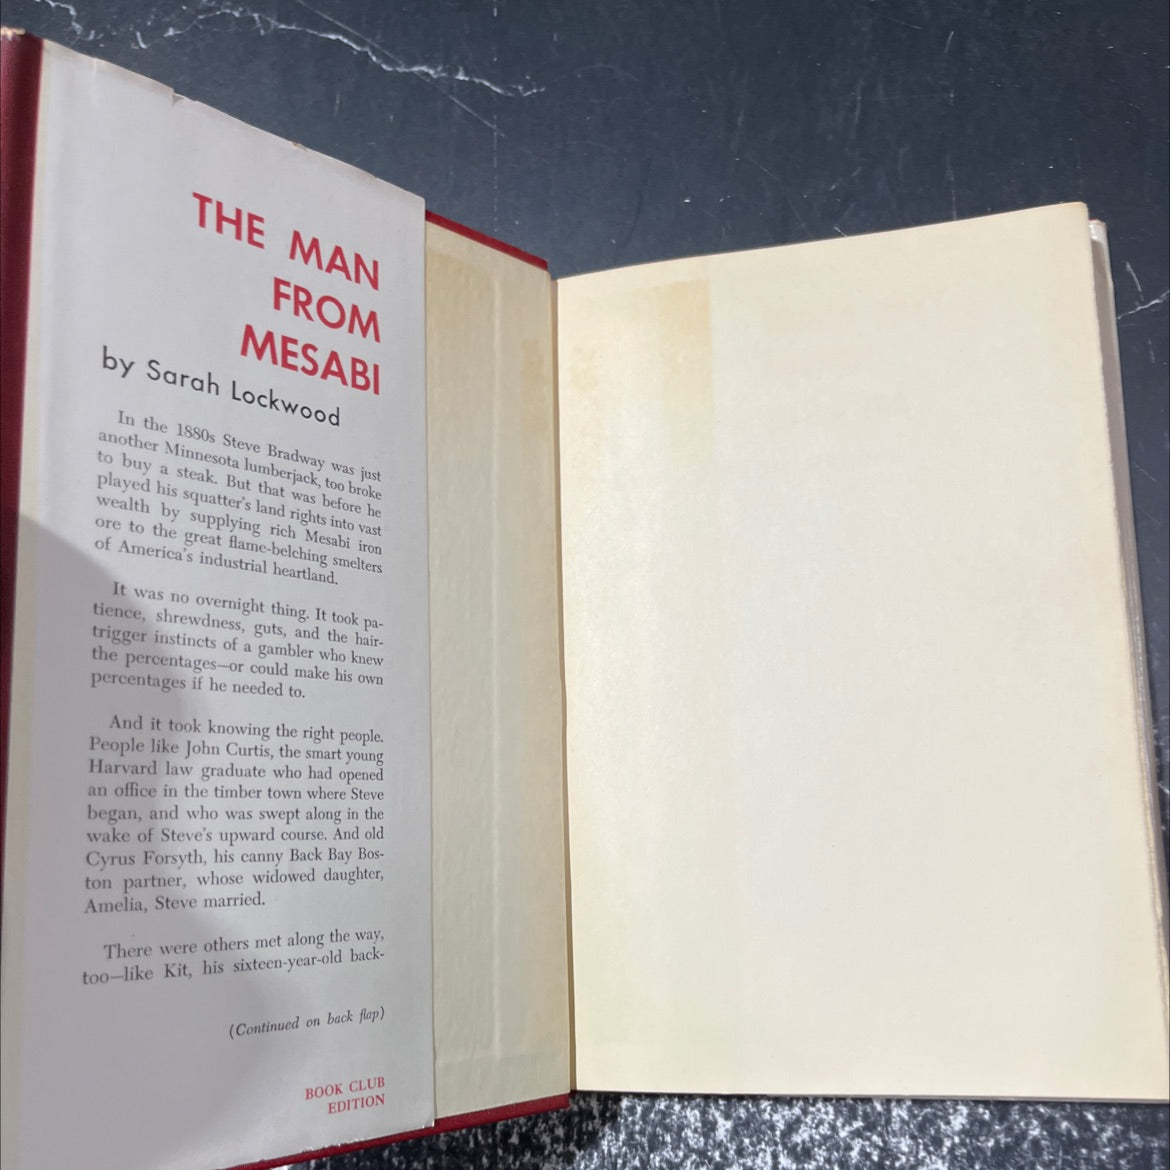 THE MAN
FROM
MESABI
by Sarah Lockwood
In the 1880s Steve Bradway was just
another Minnesota lumberjack, too broke
to buy a steak. But that was before he
played his squatter's land rights into vast
wealth by supplying rich Mesabi iron
ore to the great flame-belching smelters
of America's industrial heartland.
It was no overnight thing. It took pa-
tience, shrewdness, guts, and the hair-
trigger instincts of a gambler who knew
the percentages—or could make his own
percentages if he needed to.
And it took knowing the right people.
People like John Curtis, the smart young
Harvard law graduate who had opened
an office in the timber town where Steve
began, and who was swept along in the
wake of Steve's upward course. And old
Cyrus Forsyth, his canny Back Bay Bos-
ton partner, whose widowed daughter,
Amelia, Steve married.
There were others met along the way,
too—like Kit, his sixteen-year-old back-
(Continued on back flap)
BOOK CLUB
EDITION